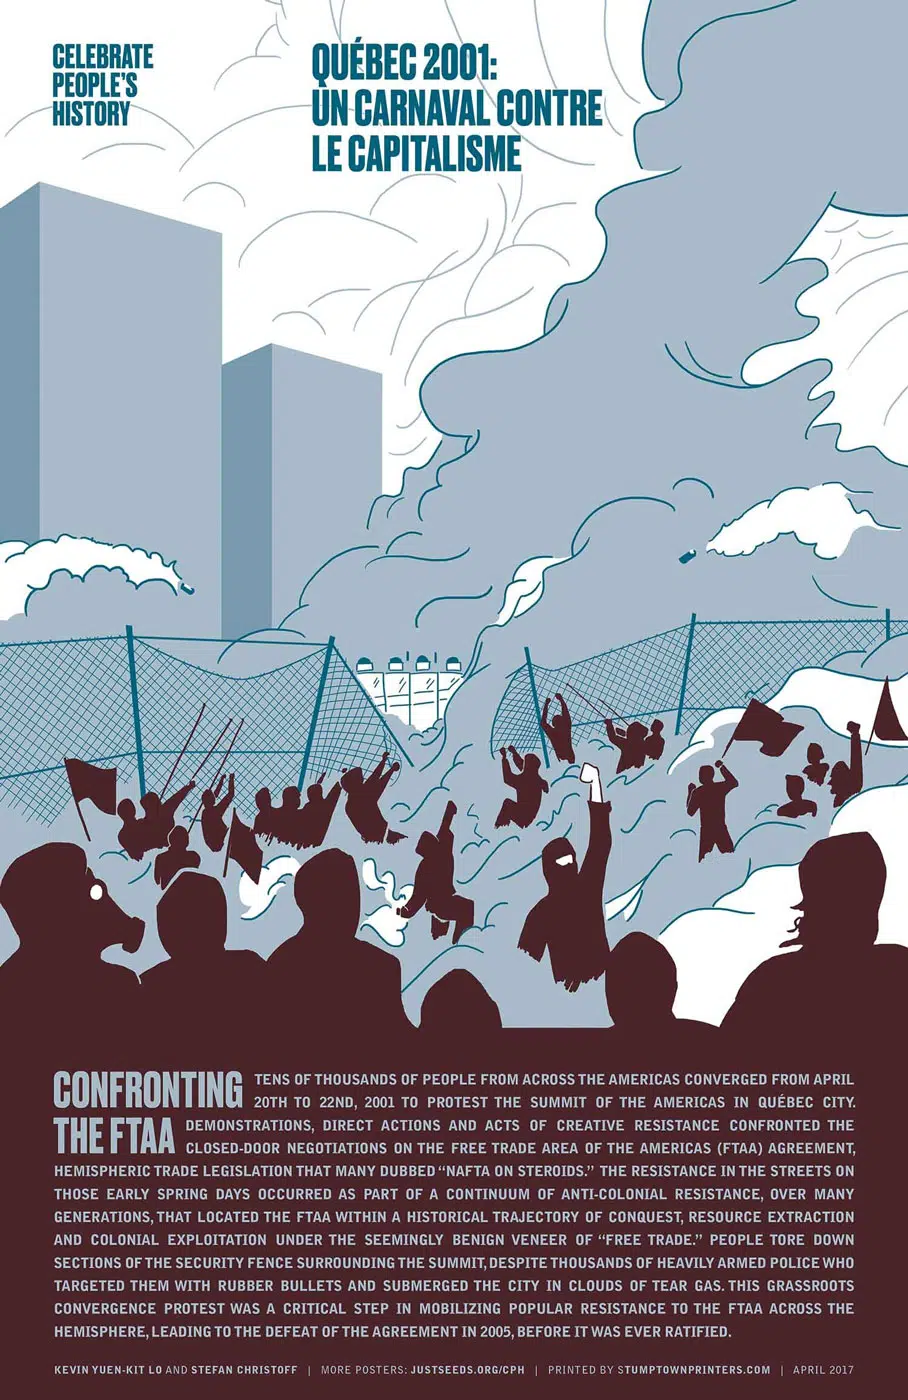 CELEBRATE
PEOPLE'S
HISTORY
QUÉBEC 2001:
UN CARNAVAL CONTRE
LE CAPITALISME
CONFRONTING
THE FTAA
TENS OF THOUSANDS OF PEOPLE FROM ACROSS THE AMERICAS CONVERGED FROM APRIL
20TH TO 22ND, 2001 TO PROTEST THE SUMMIT OF THE AMERICAS IN QUÉBEC CITY.
DEMONSTRATIONS, DIRECT ACTIONS AND ACTS OF CREATIVE RESISTANCE CONFRONTED THE
CLOSED-DOOR NEGOTIATIONS ON THE FREE TRADE AREA OF THE AMERICAS (FTAA) AGREEMENT,
HEMISPHERIC TRADE LEGISLATION THAT MANY DUBBED “NAFTA ON STEROIDS.” THE RESISTANCE IN THE STREETS ON
THOSE EARLY SPRING DAYS OCCURRED AS PART OF A CONTINUUM OF ANTI-COLONIAL RESISTANCE, OVER MANY
GENERATIONS, THAT LOCATED THE FTAA WITHIN A HISTORICAL TRAJECTORY OF CONQUEST, RESOURCE EXTRACTION
AND COLONIAL EXPLOITATION UNDER THE SEEMINGLY BENIGN VENEER OF “FREE TRADE.” PEOPLE TORE DOWN
SECTIONS OF THE SECURITY FENCE SURROUNDING THE SUMMIT, DESPITE THOUSANDS OF HEAVILY ARMED POLICE WHO
TARGETED THEM WITH RUBBER BULLETS AND SUBMERGED THE CITY IN CLOUDS OF TEAR GAS. THIS GRASSROOTS
CONVERGENCE PROTEST WAS A CRITICAL STEP IN MOBILIZING POPULAR RESISTANCE TO THE FTAA ACROSS THE
HEMISPHERE, LEADING TO THE DEFEAT OF THE AGREEMENT IN 2005, BEFORE IT WAS EVER RATIFIED.
KEVIN YUEN-KIT LO AND STEFAN CHRISTOFF | MORE POSTERS: JUSTSEEDS.ORG/CPH | PRINTED BY STUMPTOWNPRINTERS.COM | APRIL 2017